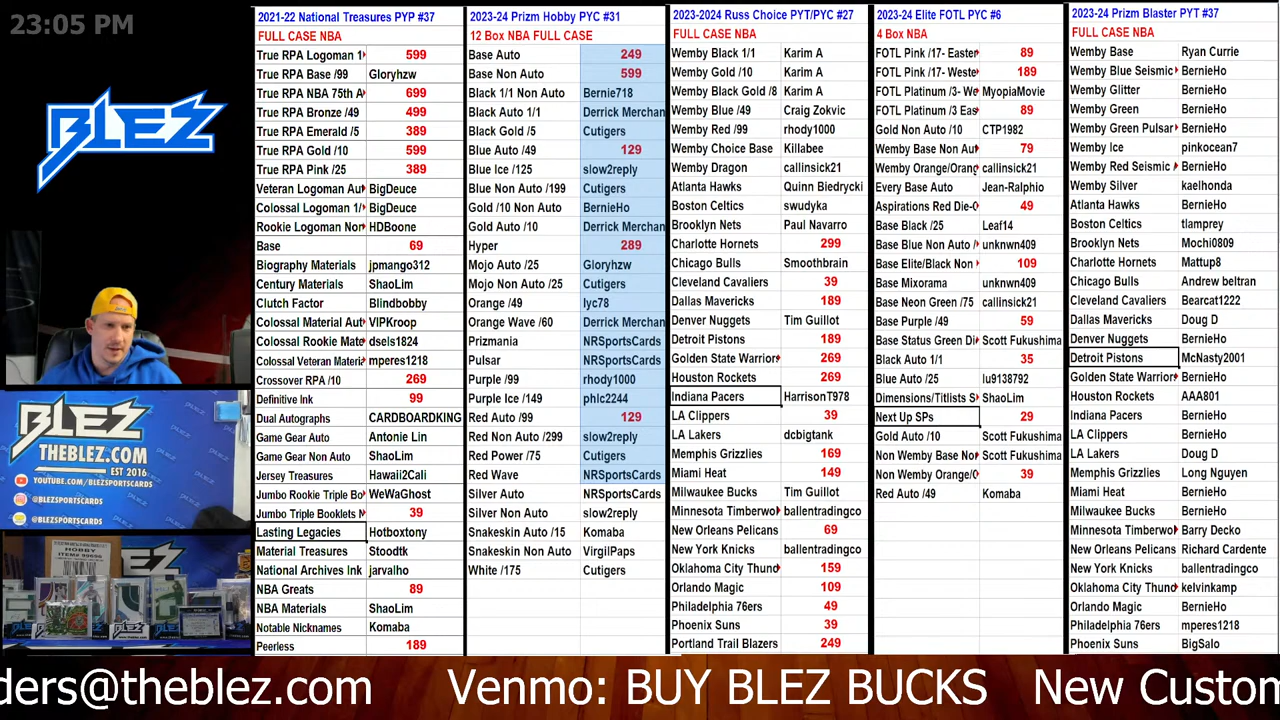 23:05 PM
BLEZ
BLEZ
THEBLEZ.COM
EST 2016
YOUTUBE.COM/BLEZSPORTSCARDS
@BLEZSPORTSCARDS
@BLEZSPORTSCARDS
HOBBY
2021-22 National Treasures PYP #37
FULL CASE NBA
True RPA Logoman 1 599
True RPA Base /99 Gloryhzw
True RPA NBA 75th A 699
True RPA Bronze /49 499
True RPA Emerald /5 389
True RPA Gold /10 599
True RPA Pink /25 389
Veteran Logoman Au BigDeuce
Colossal Logoman 1/ BigDeuce
Rookie Logoman Non HDBoone
Base 69
Biography Materials jpmango312
Century Materials ShaoLim
Clutch Factor Blindbobby
Colossal Material Aut VIPKroop
Colossal Rookie Mate dsels1824
Colossal Veteran Materi mperes1218
Crossover RPA /10 269
Definitive Ink 99
Dual Autographs CARDBOARDKING
Game Gear Auto Antonie Lin
Game Gear Non Auto ShaoLim
Jersey Treasures Hawaii2Cali
Jumbo Rookie Triple Bo WeWaGhost
Jumbo Triple Booklets N 39
Lasting Legacies Hotboxtony
Material Treasures Stoodtk
National Archives Ink jarvalho
NBA Greats 89
NBA Materials ShaoLim
Notable Nicknames Komaba
Peerless 189
2023-24 Prizm Hobby PYC #31
12 Box NBA FULL CASE
Base Auto 249
Base Non Auto 599
Black 1/1 Non Auto Bernie718
Black Auto 1/1 Derrick Merchan
Black Gold /5 Cutigers
Blue Auto /49 129
Blue Ice /125 slow2reply
Blue Non Auto /199 Cutigers
Gold /10 Non Auto BernieHo
Gold Auto /10 Derrick Merchan
Hyper 289
Mojo Auto /25 Gloryhzw
Mojo Non Auto /25 Cutigers
Orange /49 lyc78
Orange Wave /60 Derrick Merchan
Prizmania NRSportsCards
Pulsar NRSportsCards
Purple /99 rhody1000
Purple Ice /149 phlc2244
Red Auto /99 129
Red Non Auto /299 slow2reply
Red Power /75 Cutigers
Red Wave NRSportsCards
Silver Auto NRSportsCards
Silver Non Auto slow2reply
Snakeskin Auto /15 Komaba
Snakeskin Non Auto VirgilPaps
White /175 Cutigers
2023-2024 Russ Choice PYT/PYC #27
FULL CASE NBA
Wemby Black 1/1 Karim A
Wemby Gold /10 Karim A
Wemby Black Gold /8 Karim A
Wemby Blue /49 Craig Zokvic
Wemby Red /99 rhody1000
Wemby Choice Base Killabee
Wemby Dragon callinsick21
Atlanta Hawks Quinn Biedrycki
Boston Celtics swudyka
Brooklyn Nets Paul Navarro
Charlotte Hornets 299
Chicago Bulls Smoothbrain
Cleveland Cavaliers 39
Dallas Mavericks 189
Denver Nuggets Tim Guillot
Detroit Pistons 189
Golden State Warriors 269
Houston Rockets 269
Indiana Pacers HarrisonT978
LA Clippers 39
LA Lakers dcbigtank
Memphis Grizzlies 169
Miami Heat 149
Milwaukee Bucks Tim Guillot
Minnesota Timberwo ballentradingco
New Orleans Pelicans 69
New York Knicks ballentradingco
Oklahoma City Thund 159
Orlando Magic 109
Philadelphia 76ers 49
Phoenix Suns 39
Portland Trail Blazers 249
2023-24 Elite FOTL PYC #6
4 Box NBA
FOTL Pink /17- Easter 89
FOTL Pink /17- Weste 189
FOTL Platinum /3- We MyopiaMovie
FOTL Platinum /3 Eas 89
Gold Non Auto /10 CTP1982
Wemby Base Non Au 79
Wemby Orange/Oran callinsick21
Every Base Auto Jean-Ralphio
Aspirations Red Die-C 49
Base Black /25 Leaf14
Base Blue Non Auto / unknwn409
Base Elite/Black Non 109
Base Mixorama unknwn409
Base Neon Green /75 callinsick21
Base Purple /49 59
Base Status Green Di Scott Fukushima
Black Auto 1/1 35
Blue Auto /25 lu9138792
Dimensions/Titlists S ShaoLim
Next Up SPs 29
Gold Auto /10 Scott Fukushima
Non Wemby Base No Scott Fukushima
Non Wemby Orange/O 39
Red Auto /49 Komaba
2023-24 Prizm Blaster PYT #37
FULL CASE NBA
Wemby Base Ryan Currie
Wemby Blue Seismic BernieHo
Wemby Glitter BernieHo
Wemby Green BernieHo
Wemby Green Pulsar BernieHo
Wemby Ice pinkocean7
Wemby Red Seismic BernieHo
Wemby Silver kaelhonda
Atlanta Hawks BernieHo
Boston Celtics tlamprey
Brooklyn Nets Mochi0809
Charlotte Hornets Mattup8
Chicago Bulls Andrew beltran
Cleveland Cavaliers Bearcat1222
Dallas Mavericks Doug D
Denver Nuggets BernieHo
Detroit Pistons McNasty2001
Golden State Warrior BernieHo
Houston Rockets AAA801
Indiana Pacers BernieHo
LA Clippers BernieHo
LA Lakers Doug D
Memphis Grizzlies Long Nguyen
Miami Heat BernieHo
Milwaukee Bucks BernieHo
Minnesota Timberwo Barry Decko
New Orleans Pelicans Richard Cardente
New York Knicks ballentradingco
Oklahoma City Thund kelvinkamp
Orlando Magic BernieHo
Philadelphia 76ers mperes1218
Phoenix Suns BigSalo
ders@theblez.com Venmo: BUY BLEZ BUCKS New Custom